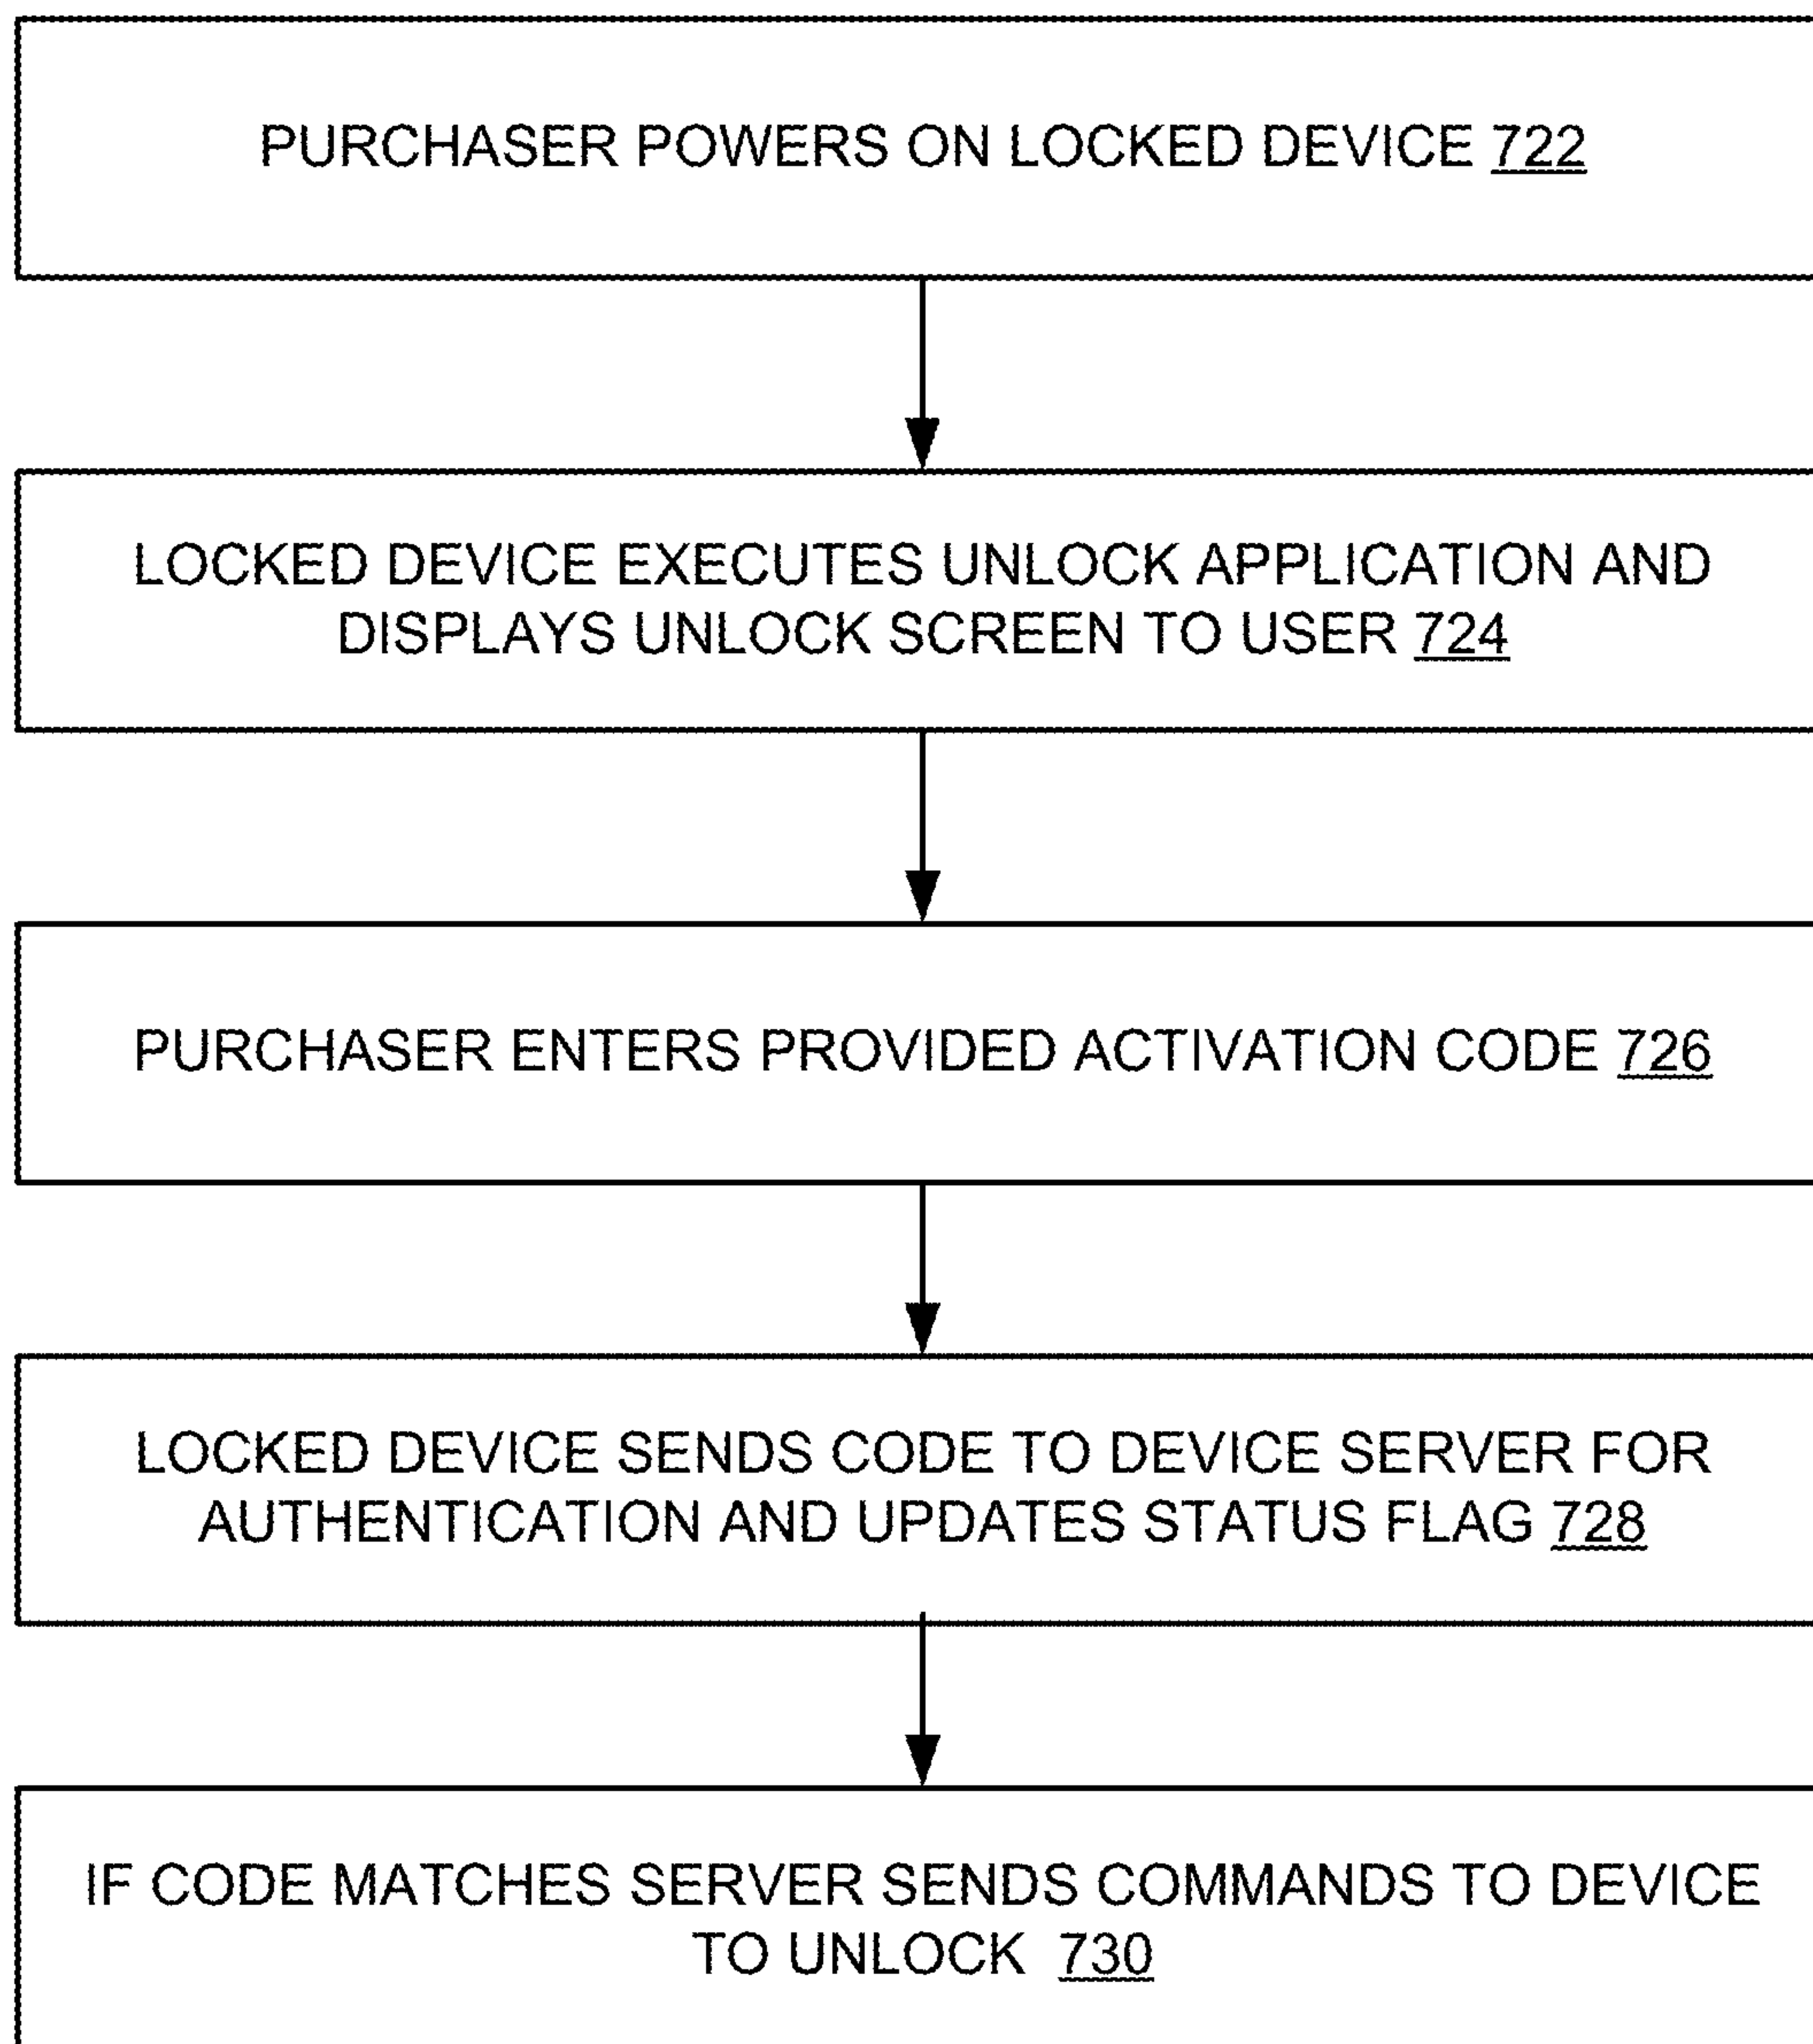 PURCHASER POWERS ON LOCKED DEVICE 722
LOCKED DEVICE EXECUTES UNLOCK APPLICATION AND
DISPLAYS UNLOCK SCREEN TO USER 724
PURCHASER ENTERS PROVIDED ACTIVATION CODE 726
LOCKED DEVICE SENDS CODE TO DEVICE SERVER FOR
AUTHENTICATION AND UPDATES STATUS FLAG 728
IF CODE MATCHES SERVER SENDS COMMANDS TO DEVICE
TO UNLOCK 730